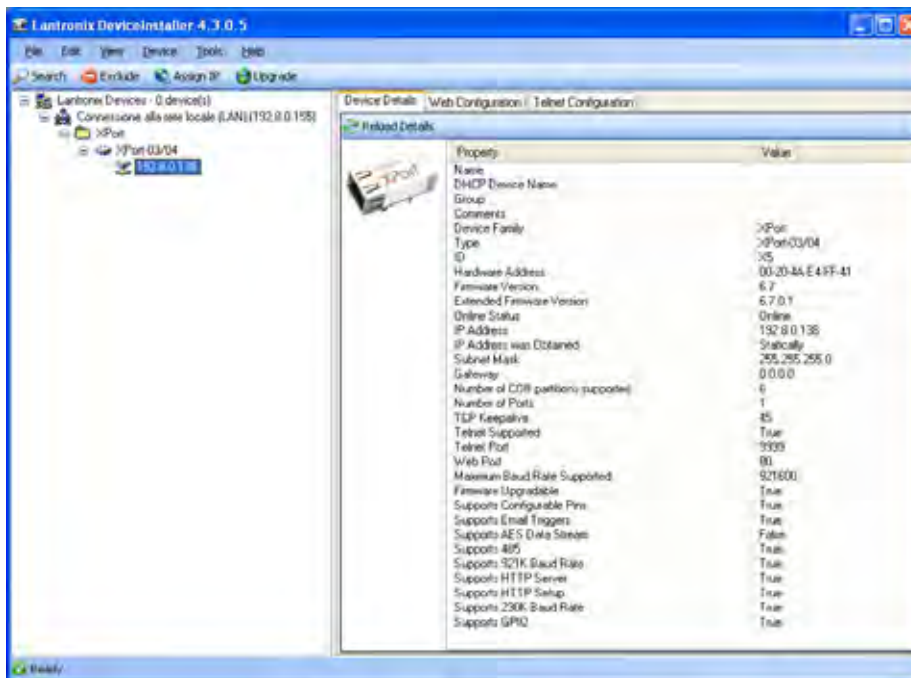 Lantronix DeviceInstaller 4.3.0.5
File Edit View Device Tools Help
Search Exclude Assign IP Upgrade
Lantronix Devices - 0 device(s)
Connessione alla rete locale (LAN) (192.8.0.155)
XPort
XPort-03/04
192.8.0.138
Device Details Web Configuration Telnet Configuration
Reload Details
XPort
Property Value
Name
DHCP Device Name
Group
Comments
Device Family XPort
Type XPort-03/04
ID X5
Hardware Address 00-20-4A-E4-FF-41
Firmware Version 6.7
Extended Firmware Version 6.7.0.1
Online Status Online
IP Address 192.8.0.138
IP Address was Obtained Statically
Subnet Mask 255.255.255.0
Gateway 0.0.0.0
Number of COB partitions supported 6
Number of Ports 1
TCP Keepalive 45
Telnet Supported True
Telnet Port 9999
Web Port 80
Maximum Baud Rate Supported 921600
Firmware Upgradable True
Supports Configurable Pins True
Supports Email Triggers True
Supports AES Data Stream False
Supports 485 True
Supports 921K Baud Rate True
Supports HTTP Server True
Supports HTTP Setup True
Supports 230K Baud Rate True
Supports GPIO True
Ready